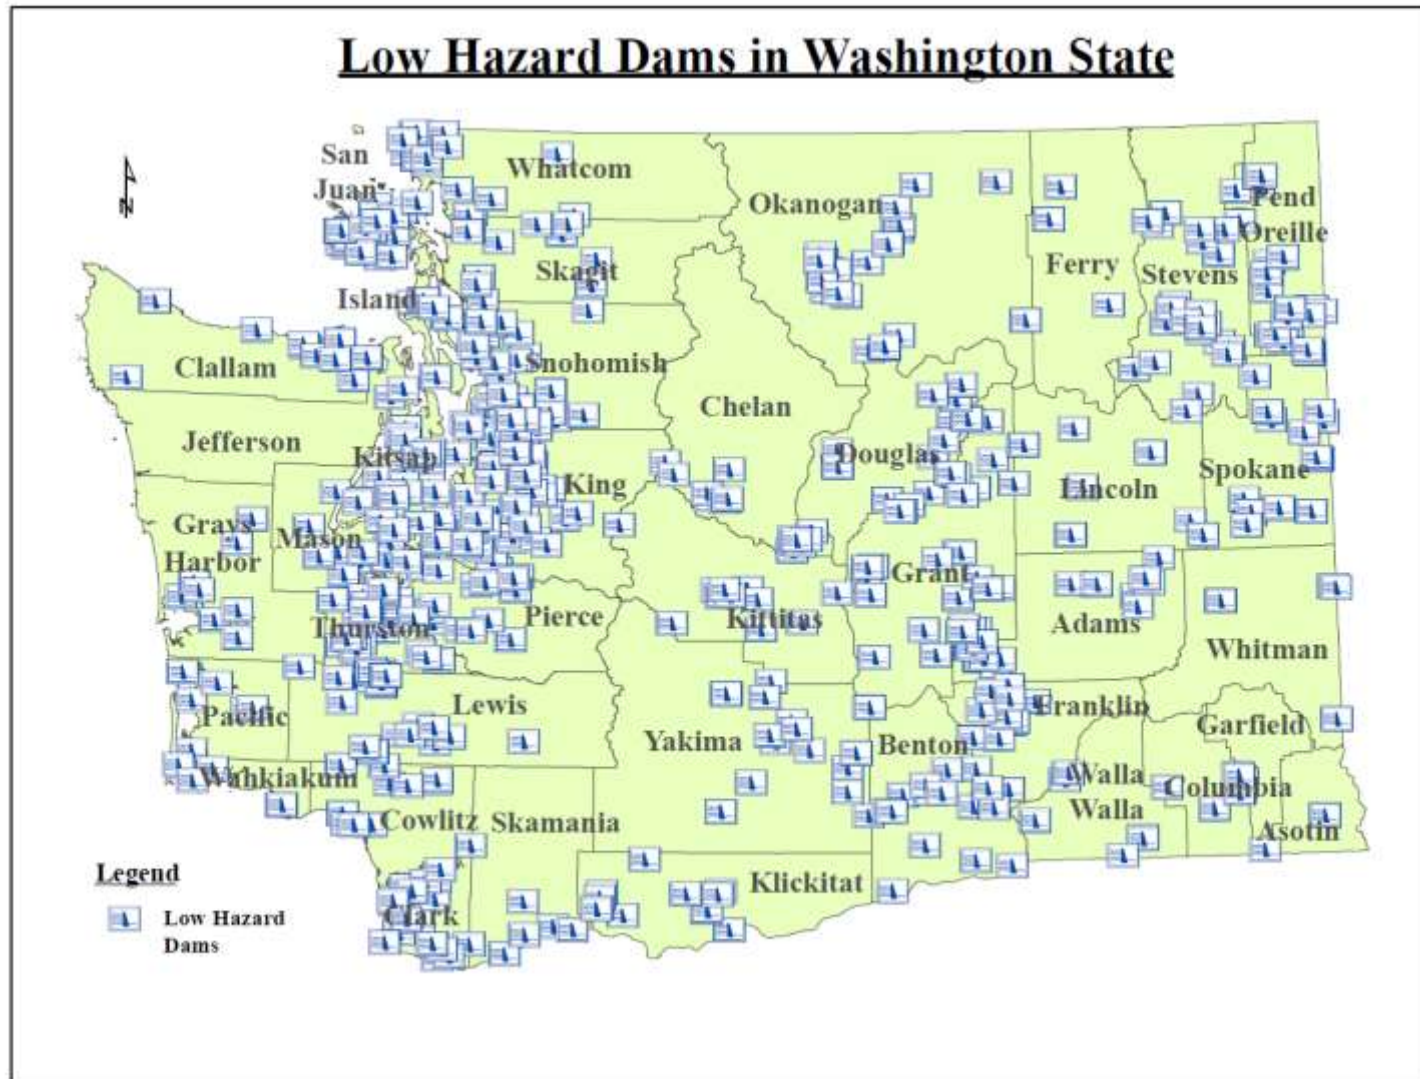 Low Hazard Dams in Washington State
San
Juan
Whatcom
Okanogan
Pend
Oreille
Ferry
Stevens
Skagit
Island
Clallam
Snohomish
Chelan
Jefferson
Kitsap
Douglas
King
Spokane
Lincoln
Grays
Harbor
Mason
Grant
Kittitas
Adams
Pierce
Thurston
Whitman
Lewis
Pacific
Franklin
Garfield
Yakima
Benton
Wahkiakum
Walla
Walla
Columbia
Cowlitz
Skamania
Asotin
Klickitat
Clark
N
Legend
Low Hazard
Dams